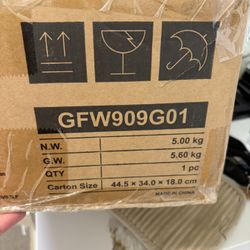 GFW909G01
N.W. 5.00 kg
G.W. 5.60 kg
QTY 1 pc
Carton Size 44.5 × 34.0 × 18.0 cm
MADE IN CHINA